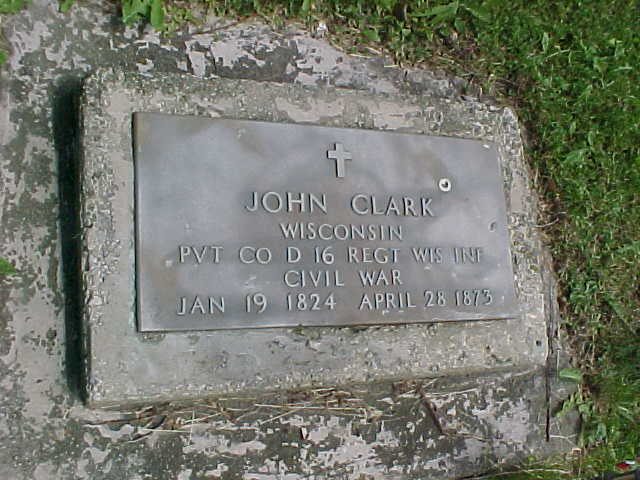 JOHN CLARK
WISCONSIN
PVT CO D 16 REGT WIS INF
CIVIL WAR
JAN 19 1824 APRIL 28 1873